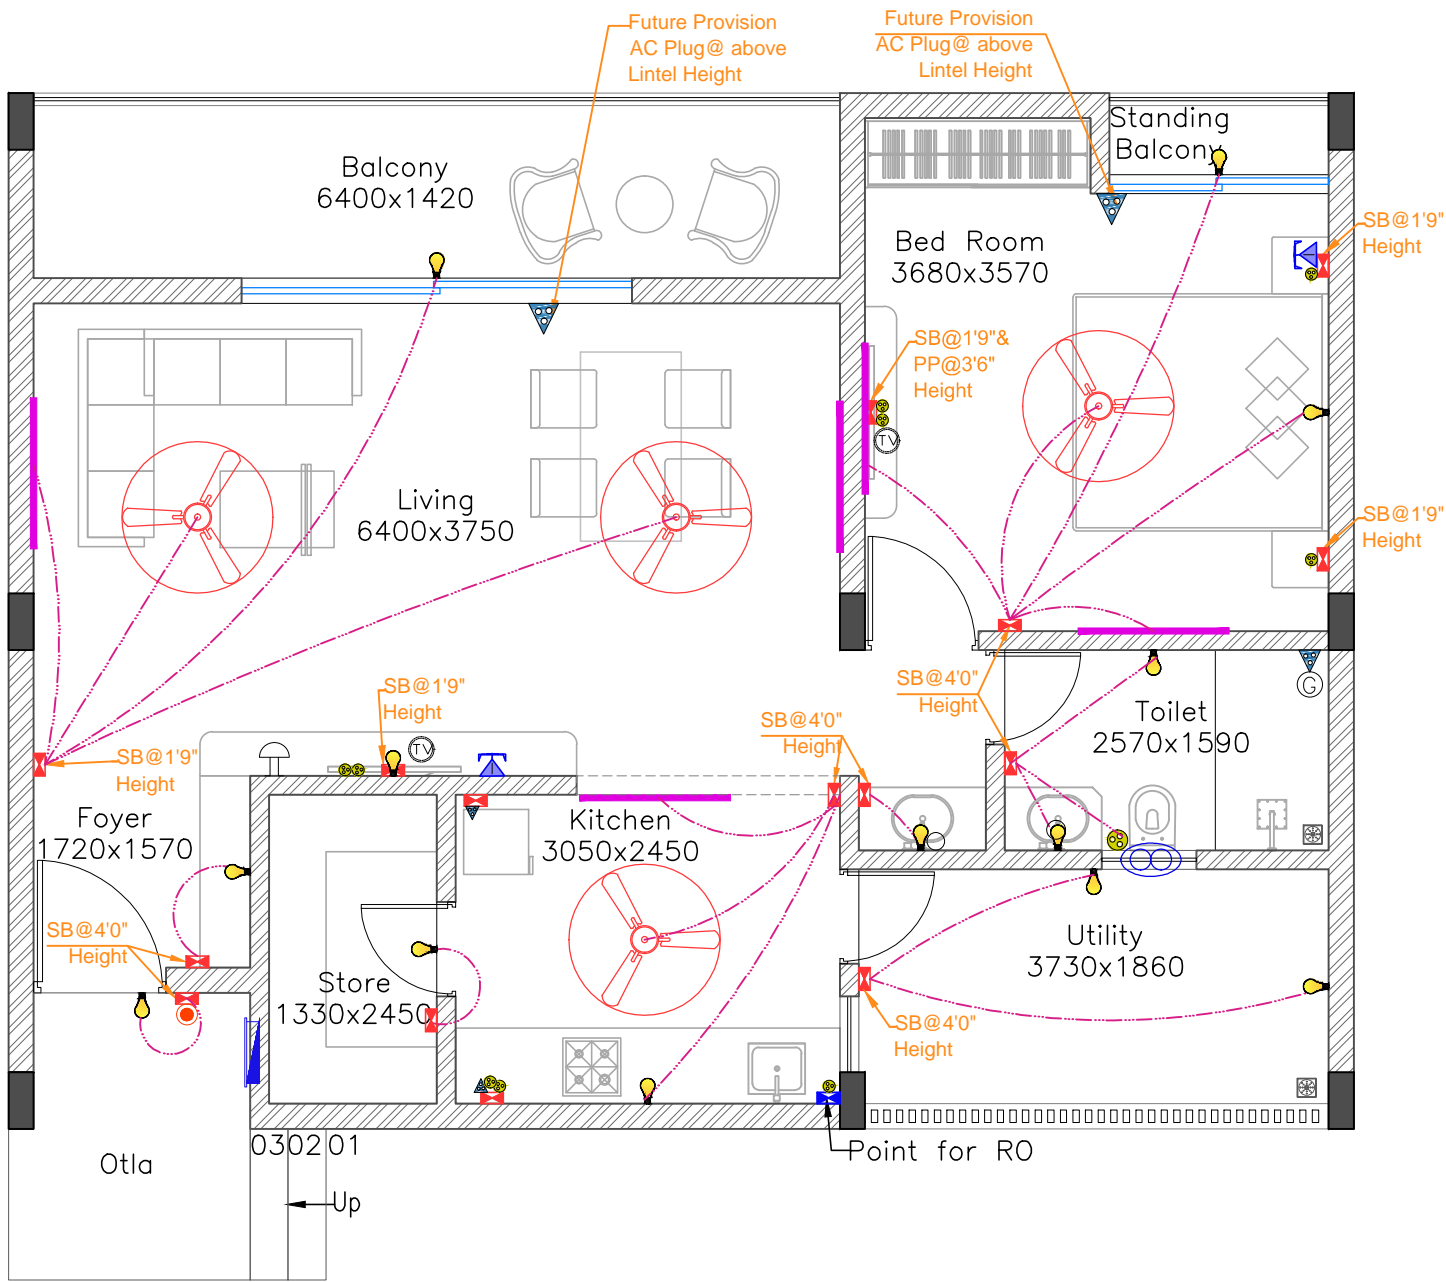 Future Provision
AC Plug@ above
Lintel Height
Future Provision
AC Plug@ above
Lintel Height
Standing
Balcony
Balcony
6400x1420
SB@1'9"
Height
Bed Room
3680x3570
SB@1'9"&
PP@3'6"
Height
TV
Living
6400x3750
SB@1'9"
Height
SB@4'0"
Height
G
SB@1'9"
Height
TV
SB@4'0"
Height
Toilet
2570x1590
SB@1'9"
Height
Foyer
1720x1570
Kitchen
3050x2450
SB@4'0"
Height
Utility
3730x1860
Store
1330x2450
SB@4'0"
Height
Point for RO
030201
Otla
Up